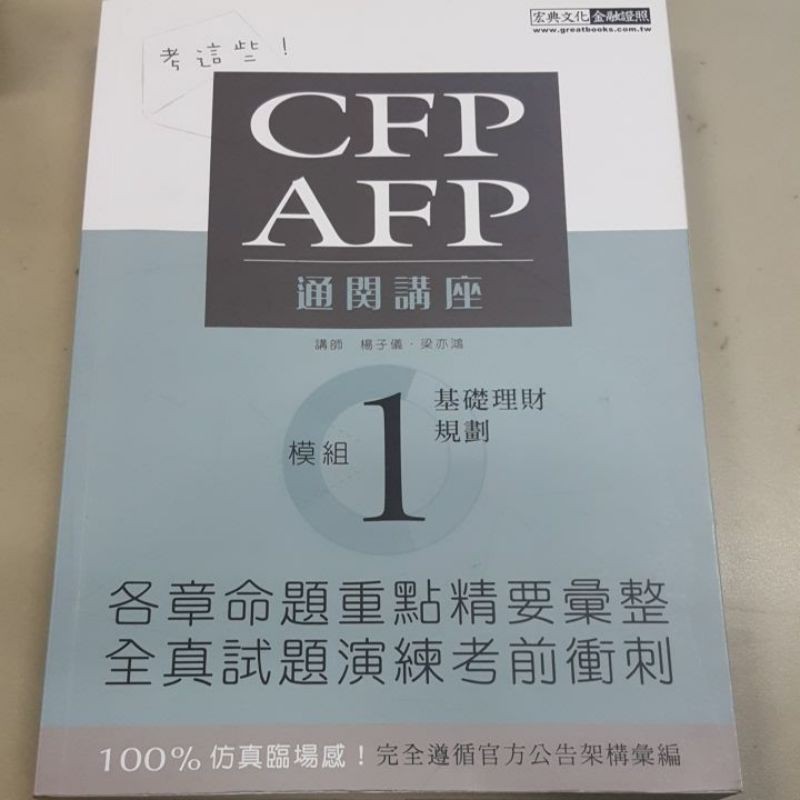 宏典文化 金融證照
www.greatbooks.com.tw
考這些!
CFP
AFP
通関講座
講師 楊子儀・梁亦鴻
模組 1 基礎理財
規劃
各章命題重點精要彙整
全真試題演練考前衝刺
100%仿真臨場感!完全遵循官方公告架構彙編